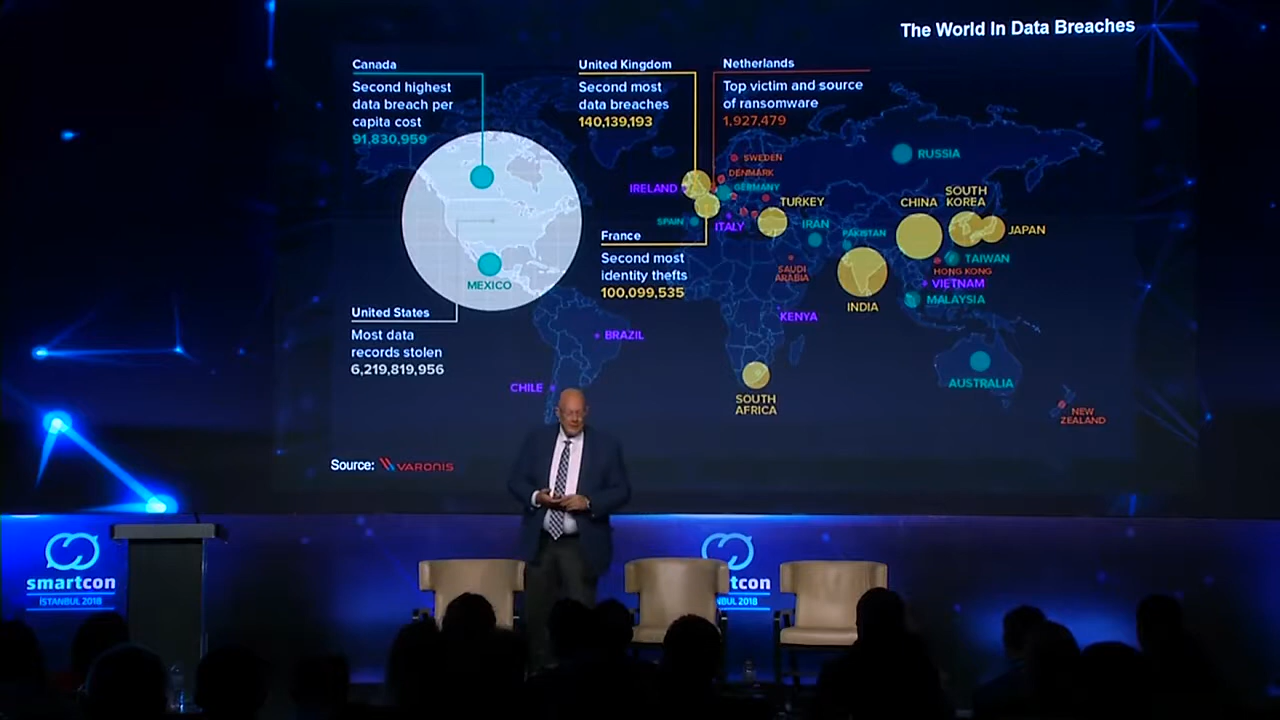 The World In Data Breaches
Canada
Second highest
data breach per
capita cost
91,830,959
United Kingdom
Second most
data breaches
140,139,193
Netherlands
Top victim and source
of ransomware
1,927,479
SWEDEN
DENMARK
GERMANY
IRELAND
RUSSIA
SPAIN
ITALY
TURKEY
IRAN
PAKISTAN
CHINA
SOUTH
KOREA
JAPAN
TAIWAN
HONG KONG
VIETNAM
MALAYSIA
France
Second most
identity thefts
100,099,535
SAUDI
ARABIA
INDIA
KENYA
MEXICO
United States
Most data
records stolen
6,219,819,956
BRAZIL
CHILE
SOUTH
AFRICA
AUSTRALIA
NEW
ZEALAND
Source: VARONIS
smartcon
İSTANBUL 2018
tcon
NBUL 2018